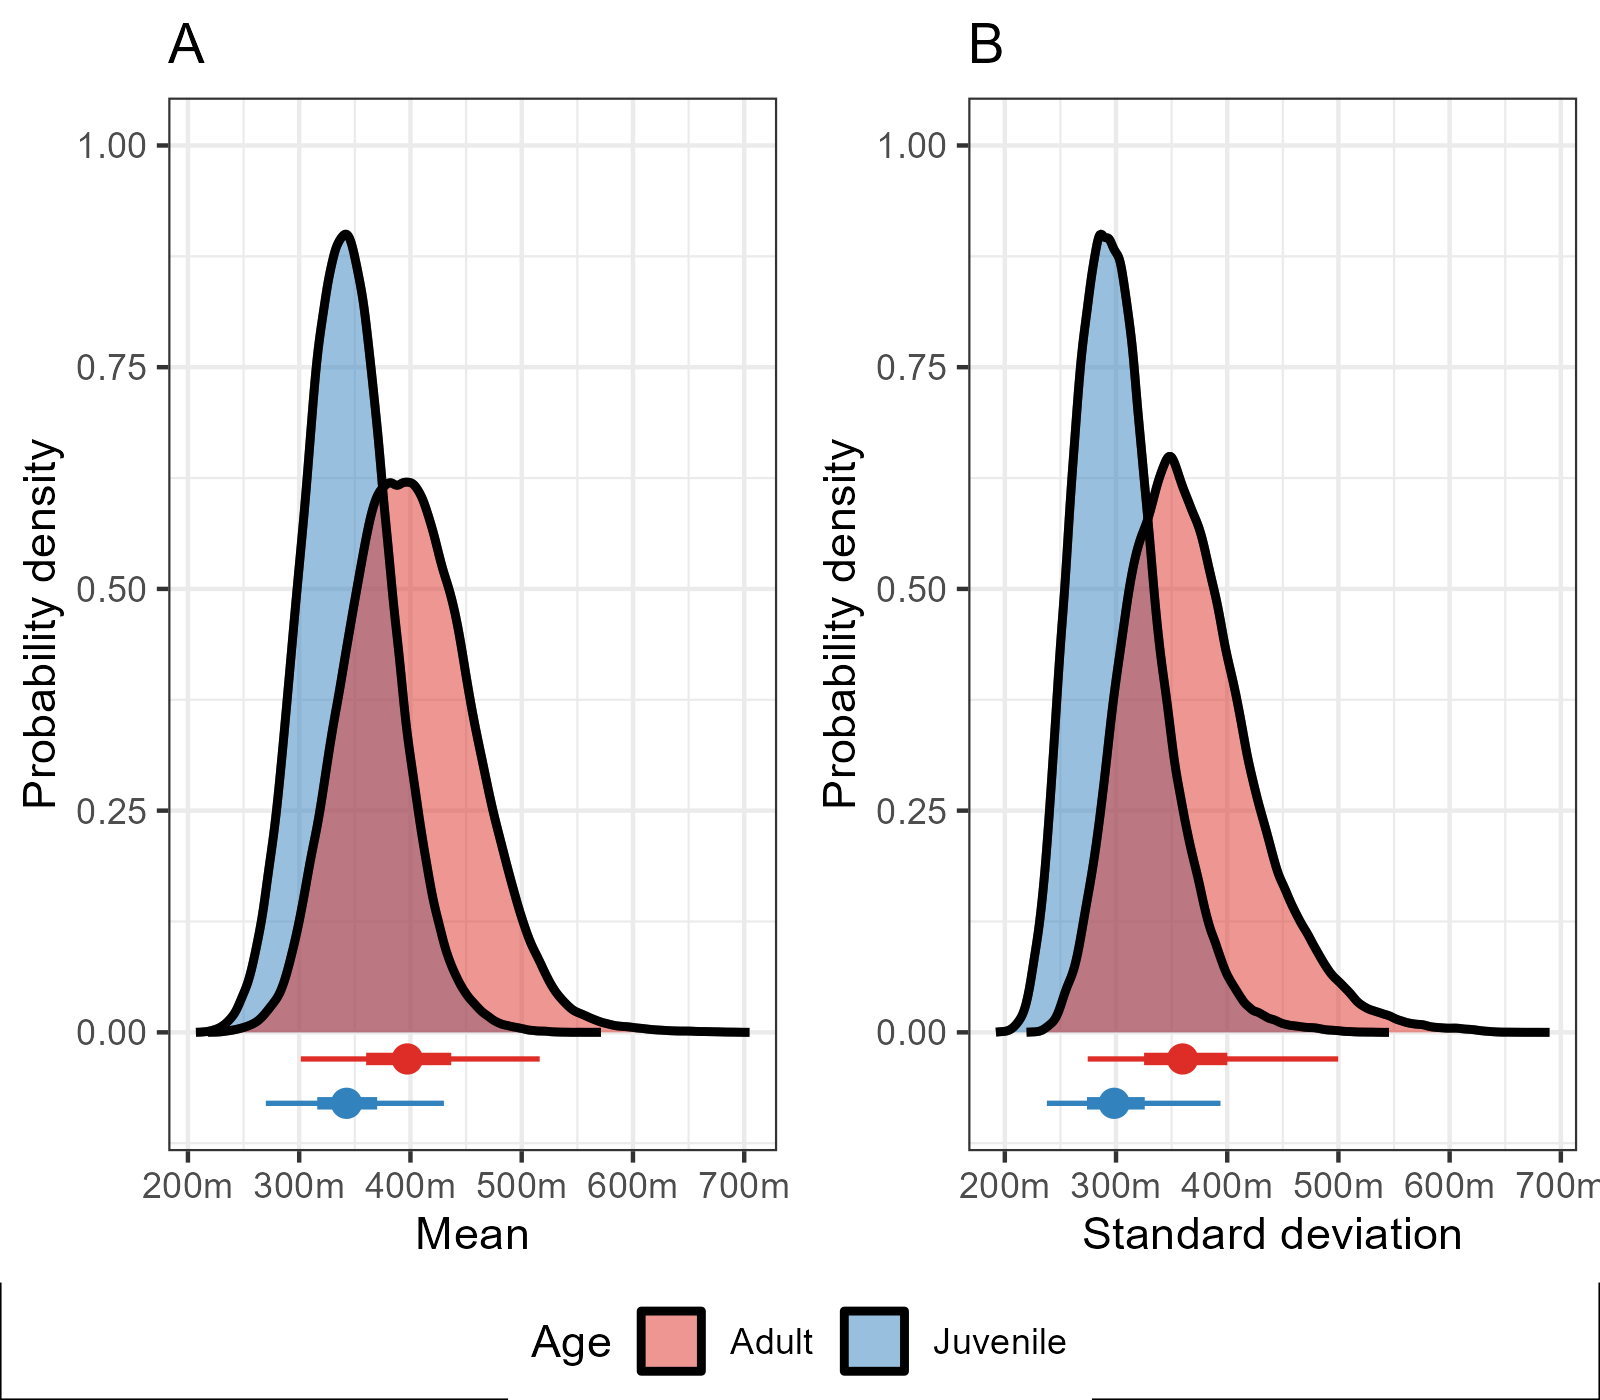 A
B
1.00
0.75
0.50
0.25
0.00
Probability density
200m 300m 400m 500m 600m 700m
Mean
1.00
0.75
0.50
0.25
0.00
Probability density
200m 300m 400m 500m 600m 700m
Standard deviation
Age Adult Juvenile